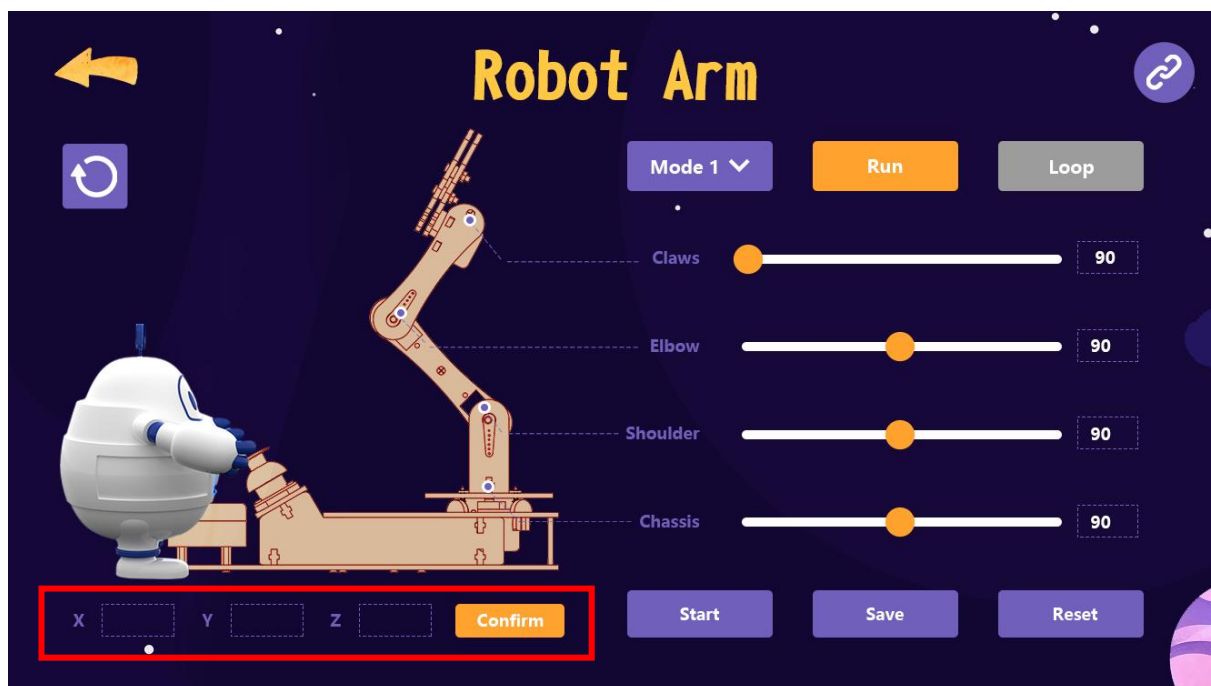 Robot Arm
Mode 1 Run Loop
Claws 90
Elbow 90
Shoulder 90
Chassis 90
X Y Z Confirm Start Save Reset